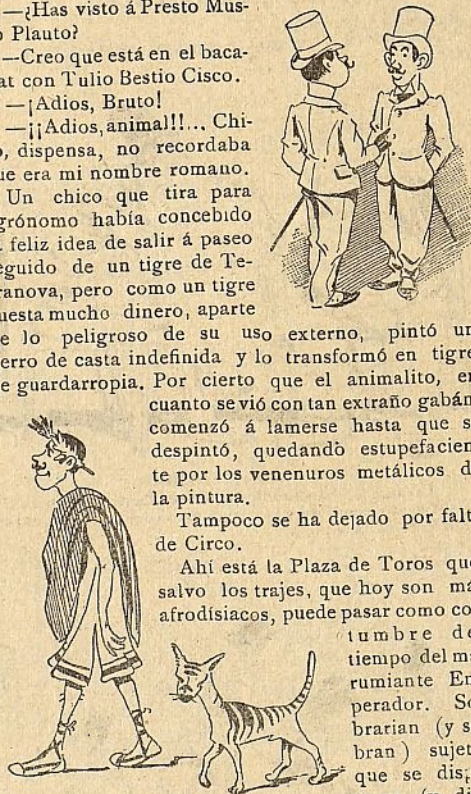 —¿Has visto á Presto Mus-
o Plauto?
—Creo que está en el baca-
at con Tulio Bestio Cisco.
—¡Adios, Bruto!
—¡¡Adios, animal!!... Chi-
o, dispensa, no recordaba
ue era mi nombre romano.
Un chico que tira para
grónomo había concebido
a feliz idea de salir á paseo
eguido de un tigre de Te-
ranova, pero como un tigre
uesta mucho dinero, aparte
e lo peligroso de su uso externo, pintó un
erro de casta indefinida y lo transformó en tigre
e guardarropia. Por cierto que el animalito, en
cuanto se vió con tan extraño gabán
comenzó á lamerse hasta que s
despintó, quedando estupefacien
te por los venenuros metálicos d
la pintura.
Tampoco se ha dejado por falt
de Circo.
Ahí está la Plaza de Toros que
salvo los trajes, que hoy son má
afrodísiacos, puede pasar como co
tumbre de
tiempo del m
rumiante Em
perador. So
brarian (y s
bran) sujet
que se dis